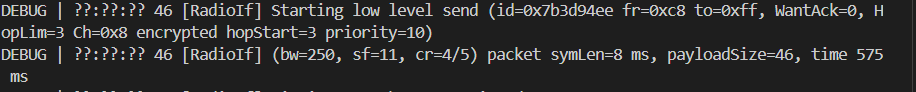 DEBUG | ??:??:?? 46 [RadioIf] Starting low level send (id=0x7b3d94ee fr=0xc8 to=0xff, WantAck=0, H
opLim=3 Ch=0x8 encrypted hopStart=3 priority=10)
DEBUG | ??:??:?? 46 [RadioIf] (bw=250, sf=11, cr=4/5) packet symLen=8 ms, payloadSize=46, time 575
 ms